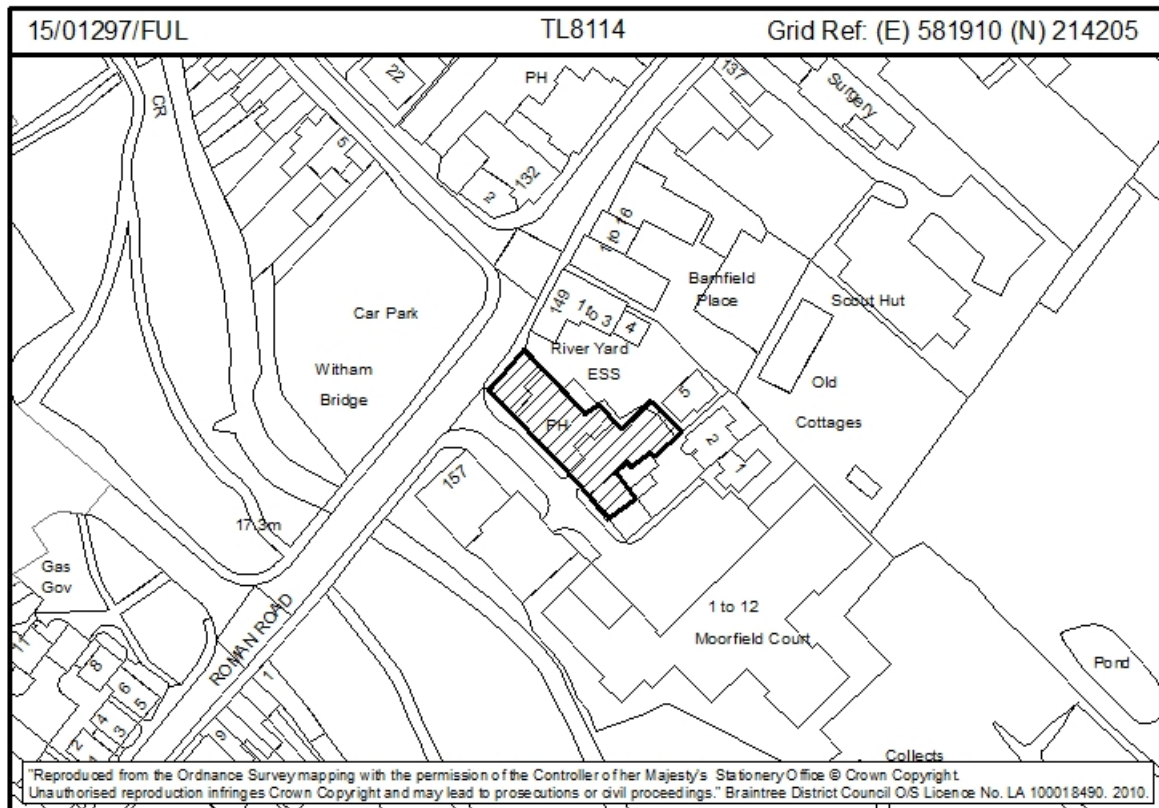 15/01297/FUL TL8114 Grid Ref: (E) 581910 (N) 214205
CR
22
PH
137
Surgery
5
2
132
1 to 16
Barnfield
Place
Scout Hut
Car Park
149
1 to 3
4
River Yard
ESS
Witham
Bridge
5
Old
Cottages
PH
2
1
157
17.3m
Gas
Gov
ROMAN ROAD
1 to 12
Moorfield Court
11
8
6
5
4
3
2
1
9
Pond
Collects
"Reproduced from the Ordnance Survey mapping with the permission of the Controller of her Majesty's Stationery Office © Crown Copyright.
Unauthorised reproduction infringes Crown Copyright and may lead to prosecutions or civil proceedings." Braintree District Council O/S Licence No. LA 100018490. 2010.